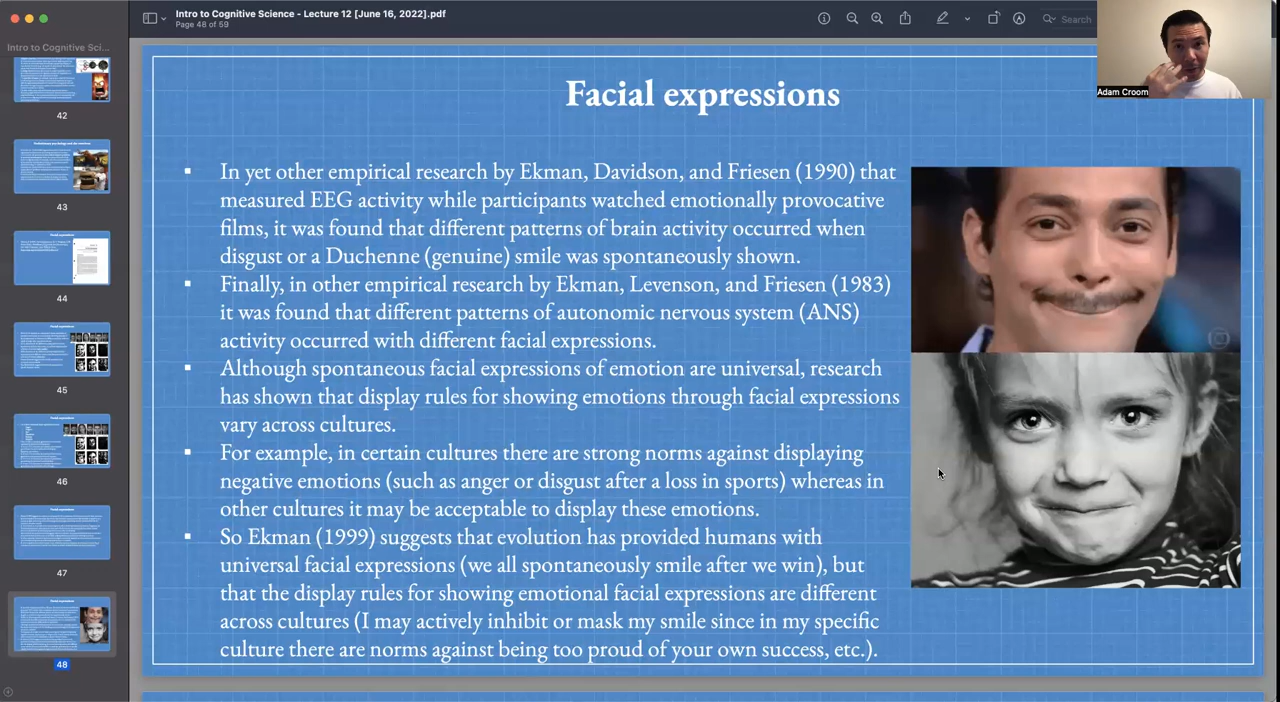 Intro to Cognitive Science - Lecture 12 [June 16, 2022].pdf
Page 48 of 59
Search
Intro to Cognitive Sci...
42
43
44
45
46
47
48
Adam Croom
Facial expressions
▪ In yet other empirical research by Ekman, Davidson, and Friesen (1990) that
measured EEG activity while participants watched emotionally provocative
films, it was found that different patterns of brain activity occurred when
disgust or a Duchenne (genuine) smile was spontaneously shown.
▪ Finally, in other empirical research by Ekman, Levenson, and Friesen (1983)
it was found that different patterns of autonomic nervous system (ANS)
activity occurred with different facial expressions.
▪ Although spontaneous facial expressions of emotion are universal, research
has shown that display rules for showing emotions through facial expressions
vary across cultures.
▪ For example, in certain cultures there are strong norms against displaying
negative emotions (such as anger or disgust after a loss in sports) whereas in
other cultures it may be acceptable to display these emotions.
▪ So Ekman (1999) suggests that evolution has provided humans with
universal facial expressions (we all spontaneously smile after we win), but
that the display rules for showing emotional facial expressions are different
across cultures (I may actively inhibit or mask my smile since in my specific
culture there are norms against being too proud of your own success, etc.).